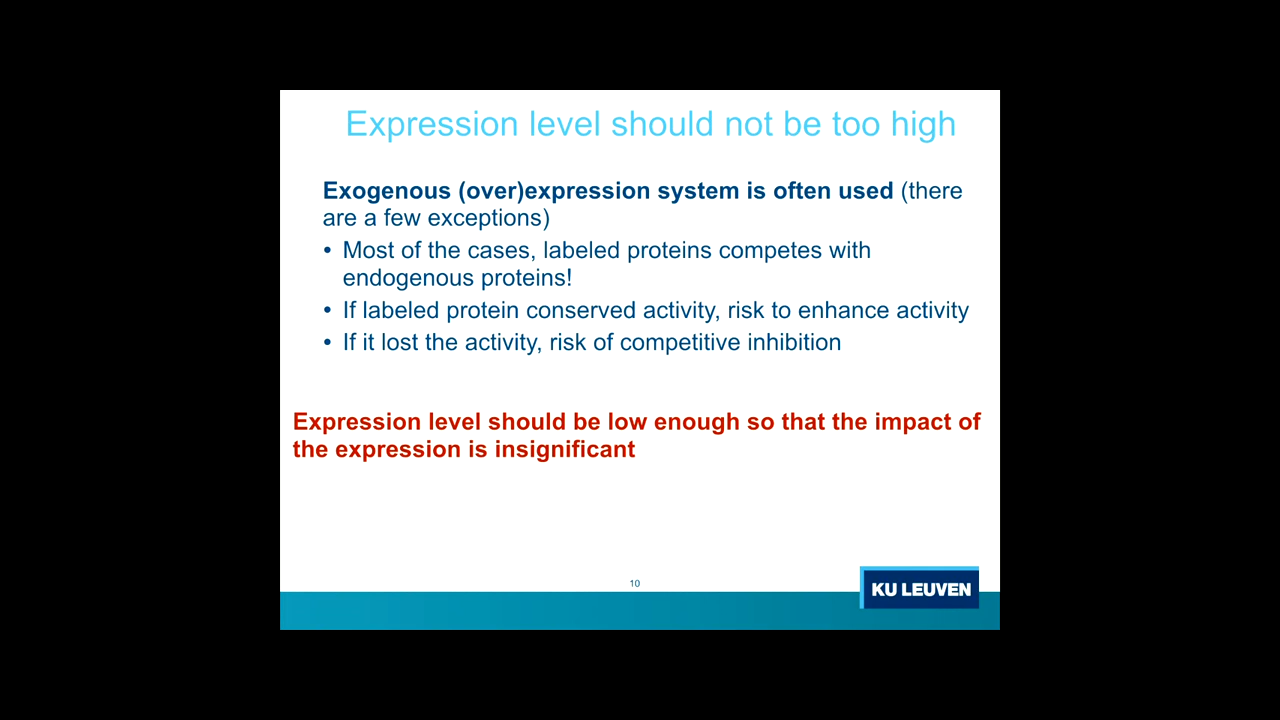 Expression level should not be too high
Exogenous (over)expression system is often used (there
are a few exceptions)
• Most of the cases, labeled proteins competes with
endogenous proteins!
• If labeled protein conserved activity, risk to enhance activity
• If it lost the activity, risk of competitive inhibition
Expression level should be low enough so that the impact of
the expression is insignificant
10
KU LEUVEN